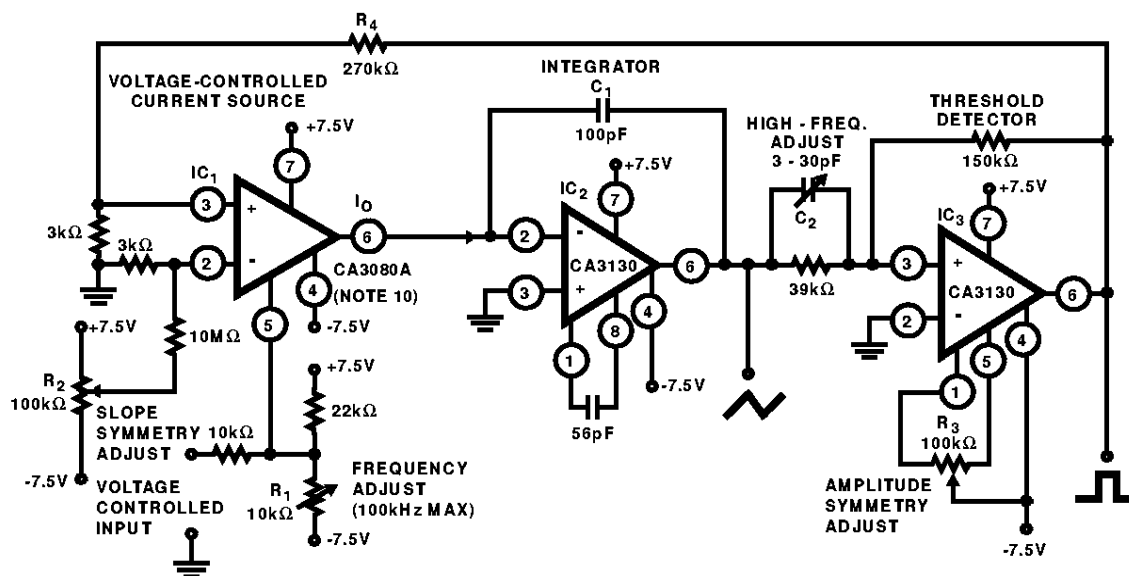 R4
270kΩ
VOLTAGE-CONTROLLED
CURRENT SOURCE
+7.5V
7
IC1
3
+
3kΩ
3kΩ
2
-
IO
6
CA3080A
(NOTE 10)
4
-7.5V
5
+7.5V
10MΩ
R2
100kΩ
-7.5V
SLOPE
SYMMETRY
ADJUST
10kΩ
VOLTAGE
CONTROLLED
INPUT
+7.5V
22kΩ
R1
10kΩ
FREQUENCY
ADJUST
(100kHz MAX)
-7.5V
INTEGRATOR
C1
100pF
+7.5V
7
IC2
2
-
CA3130
3
+
6
8
4
1
-7.5V
56pF
HIGH - FREQ.
ADJUST
3 - 30pF
C2
39kΩ
THRESHOLD
DETECTOR
150kΩ
+7.5V
IC3
7
3
+
CA3130
2
-
6
4
5
1
R3
100kΩ
AMPLITUDE
SYMMETRY
ADJUST
-7.5V